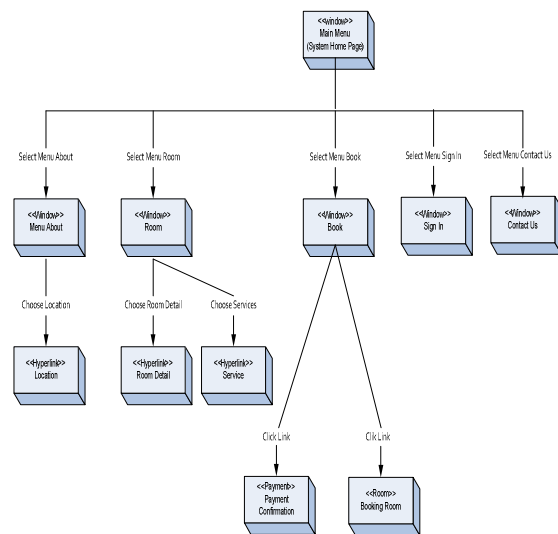 <<window>>
Main Menu
(System Home Page)
Select Menu About
Select Menu Room
Select Menu Book
Select Menu Sign In
Select Menu Contact Us
<<Window>>
Menu About
<<Window>>
Room
<<Window>>
Book
<<Window>>
Sign In
<<Window>>
Contact Us
Choose Location
Choose Room Detail
Choose Services
<<Hyperlink>>
Location
<<Hyperlink>>
Room Detail
<<Hyperlink>>
Service
Click Link
Clik Link
<<Payment>>
Payment
Confirmation
<<Room>>
Booking Room